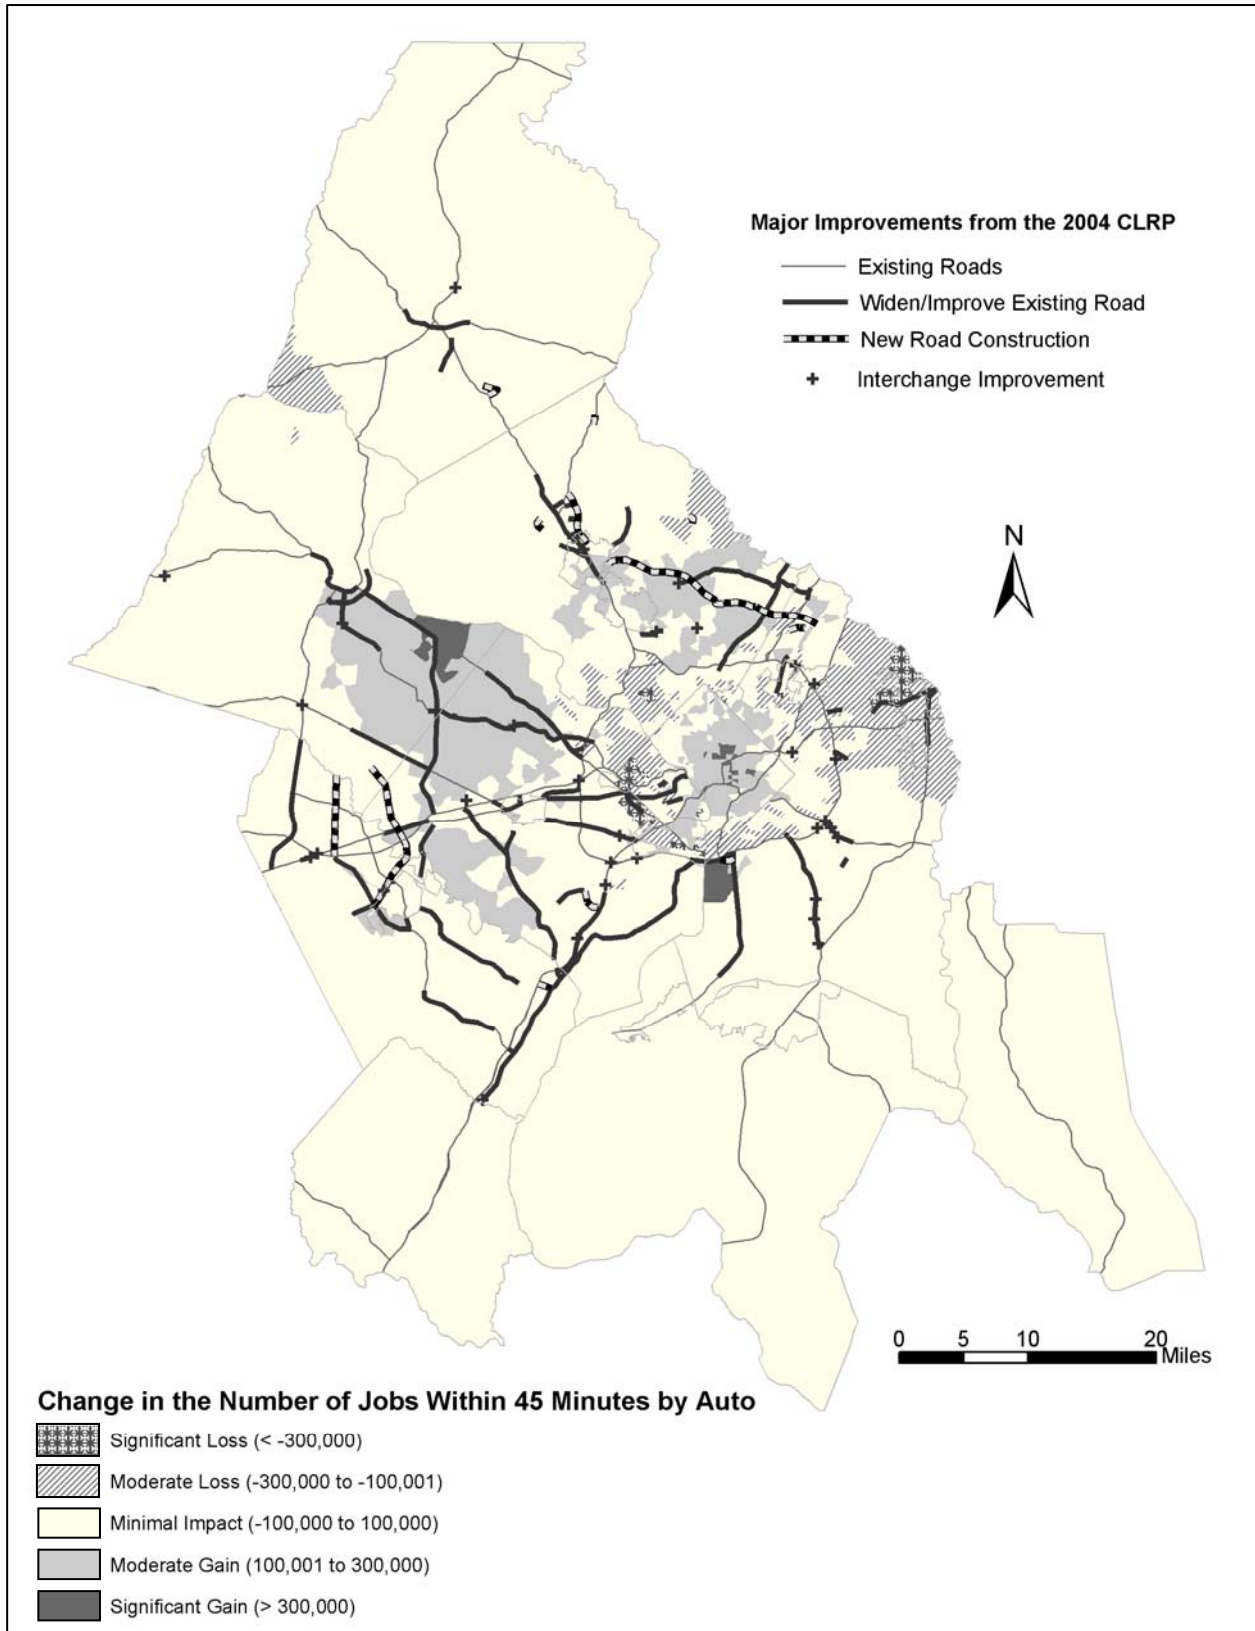 Major Improvements from the 2004 CLRP
Existing Roads
Widen/Improve Existing Road
New Road Construction
Interchange Improvement
N
0 5 10 20
Miles
Change in the Number of Jobs Within 45 Minutes by Auto
Significant Loss (< -300,000)
Moderate Loss (-300,000 to -100,001)
Minimal Impact (-100,000 to 100,000)
Moderate Gain (100,001 to 300,000)
Significant Gain (> 300,000)